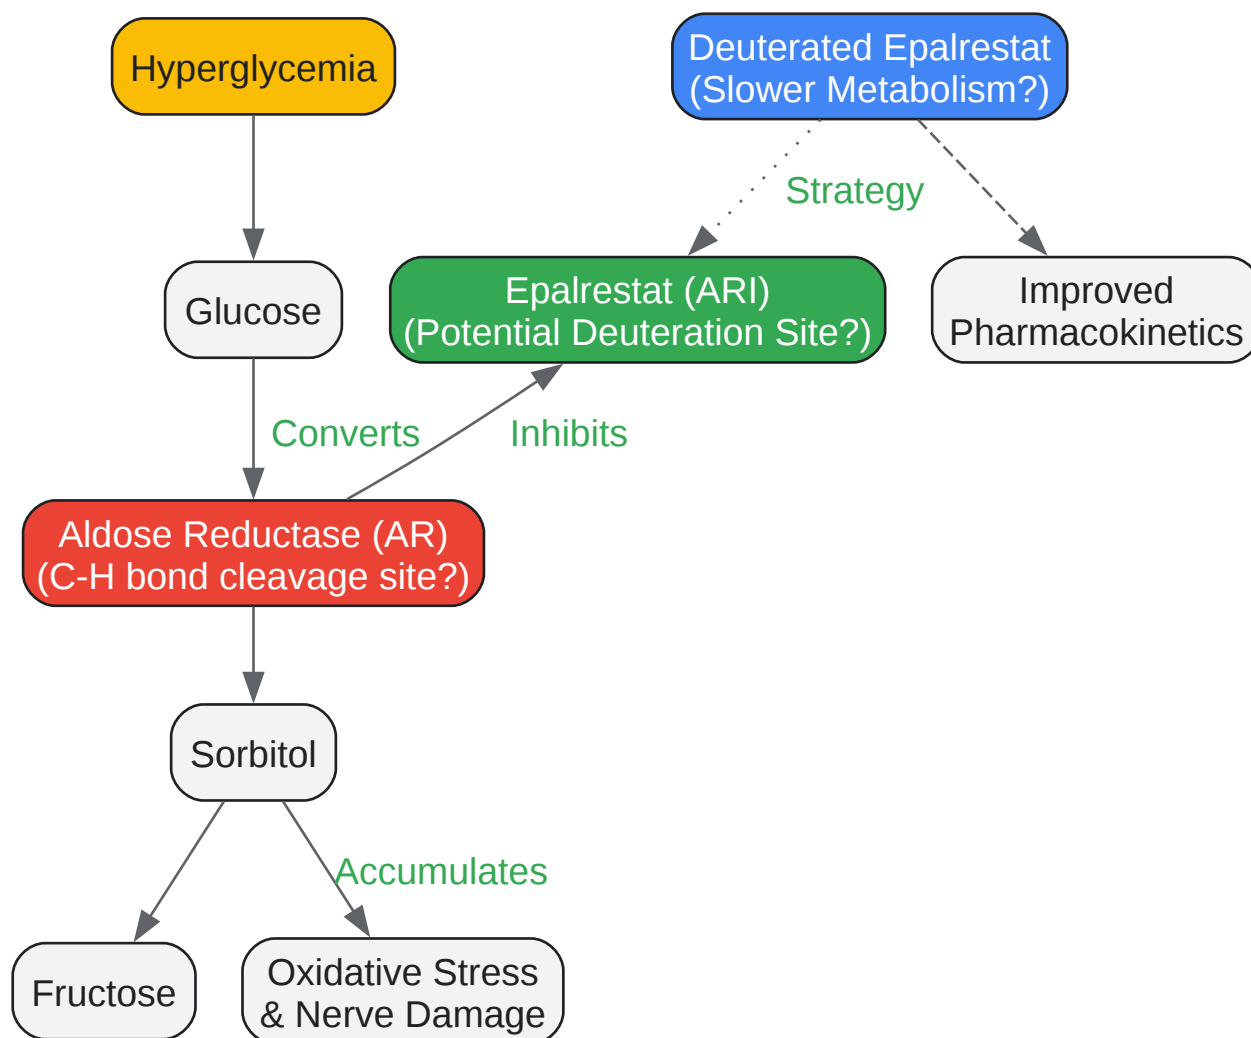 Hyperglycemia
Deuterated Epalrestat
(Slower Metabolism?)
Strategy
Glucose
Epalrestat (ARI)
(Potential Deuteration Site?)
Improved
Pharmacokinetics
Converts
Inhibits
Aldose Reductase (AR)
(C-H bond cleavage site?)
Sorbitol
Accumulates
Fructose
Oxidative Stress
& Nerve Damage